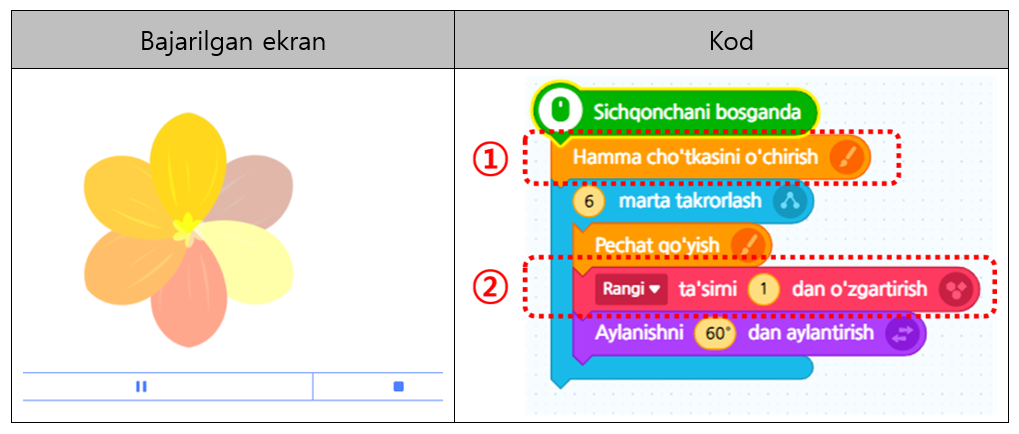 Bajarilgan ekran
Kod
Sichqonchani bosganda
① Hamma cho'tkasini o'chirish
6 marta takrorlash
Pechat qo'yish
② Rangi ▼ ta'simi 1 dan o'zgartirish
Aylanishni 60° dan aylantirish